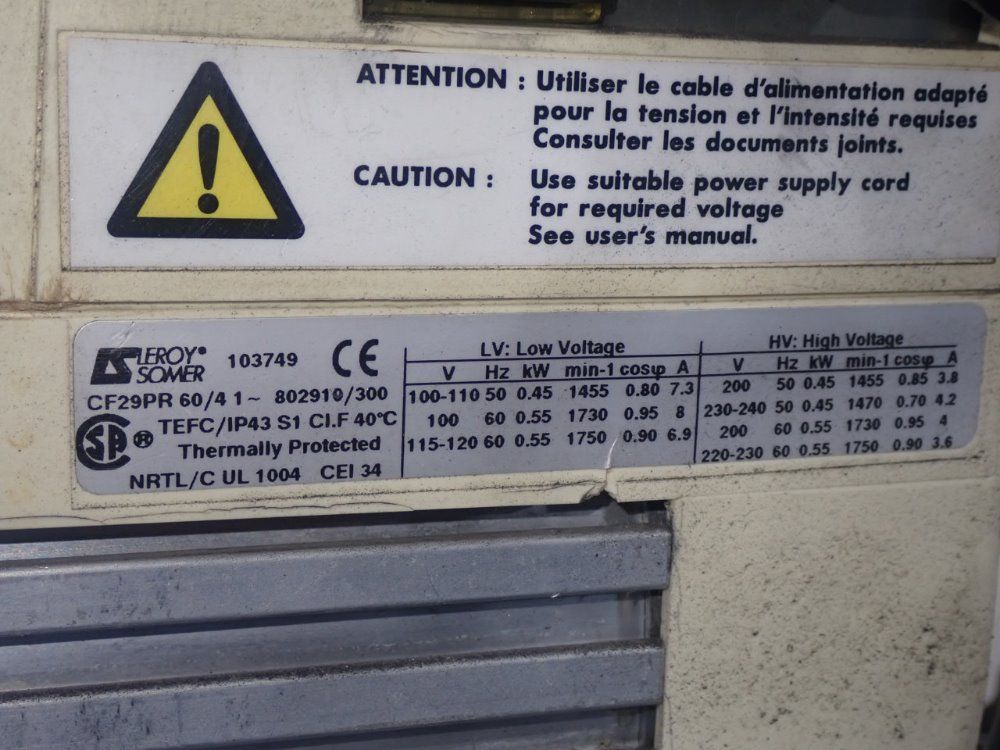 ATTENTION : Utiliser le cable d'alimentation adapté
pour la tension et l'intensité requises
Consulter les documents joints.
CAUTION : Use suitable power supply cord
for required voltage
See user's manual.
LEROY
SOMER 103749 CE
CF29PR 60/4 1~ 802910/300
TEFC/IP43 S1 CI.F 40°C
SA ®
Thermally Protected
NRTL/C UL 1004 CEI 34
LV: Low Voltage
V Hz kW min-1 cosφ A
100-110 50 0.45 1455 0.80 7.3
100 60 0.55 1730 0.95 8
115-120 60 0.55 1750 0.90 6.9
HV: High Voltage
V Hz kW min-1 cosφ A
200 50 0.45 1455 0.85 3.8
230-240 50 0.45 1470 0.70 4.2
200 60 0.55 1730 0.95 4
220-230 60 0.55 1750 0.90 3.6